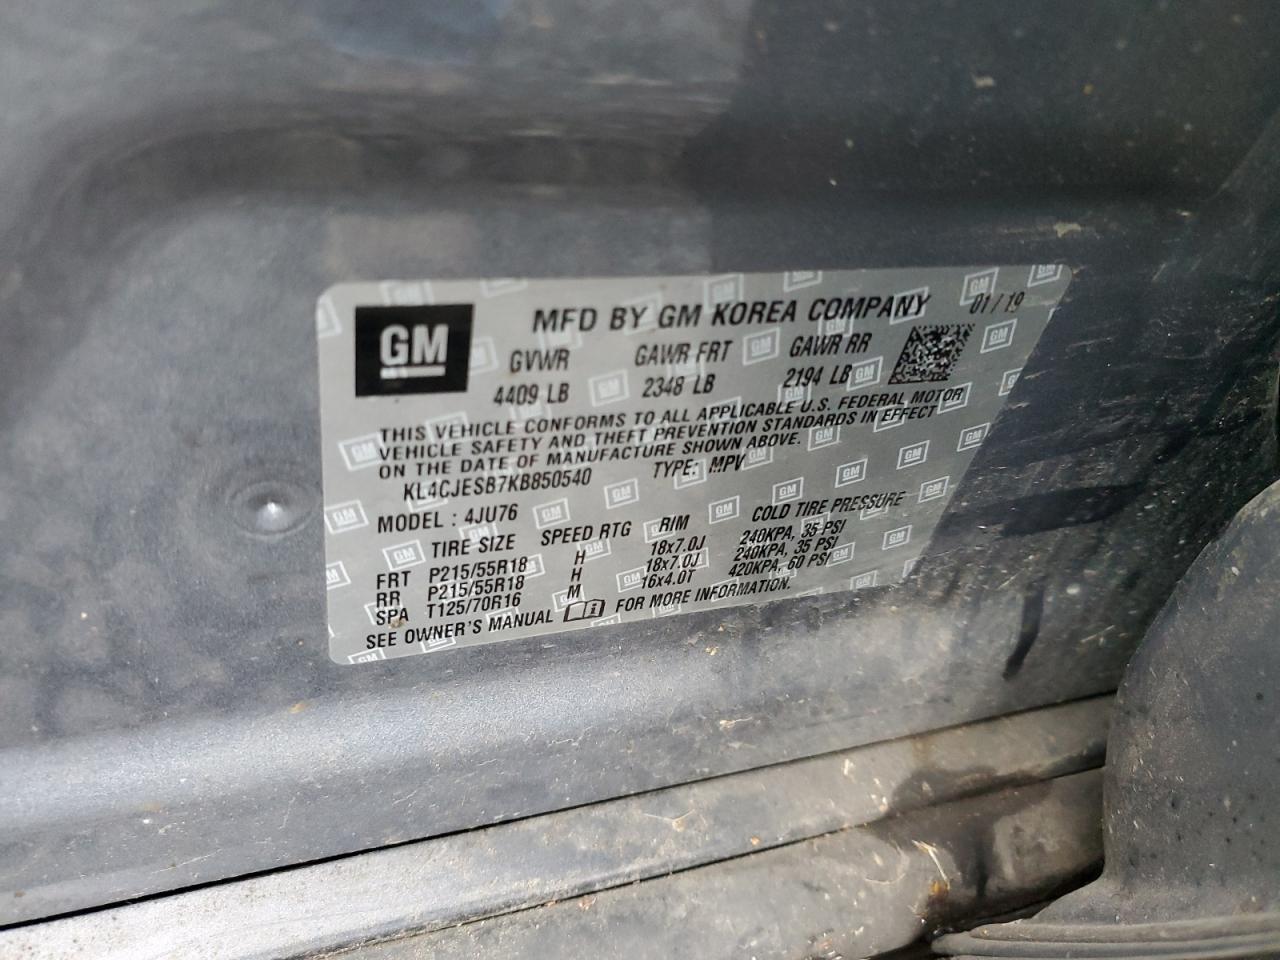 GM
MFD BY GM KOREA COMPANY 01/19
GVWR GAWR FRT GAWR RR
4409 LB 2348 LB 2194 LB
THIS VEHICLE CONFORMS TO ALL APPLICABLE U.S. FEDERAL MOTOR
VEHICLE SAFETY AND THEFT PREVENTION STANDARDS IN EFFECT
ON THE DATE OF MANUFACTURE SHOWN ABOVE.
KL4CJESB7KB850540 TYPE: MPV
MODEL : 4JU76
TIRE SIZE SPEED RTG RIM COLD TIRE PRESSURE
FRT P215/55R18 H 18x7.0J 240KPA, 35 PSI
RR P215/55R18 H 18x7.0J 240KPA, 35 PSI
SPA T125/70R16 M 16x4.0T 420KPA, 60 PSI
SEE OWNER'S MANUAL FOR MORE INFORMATION.